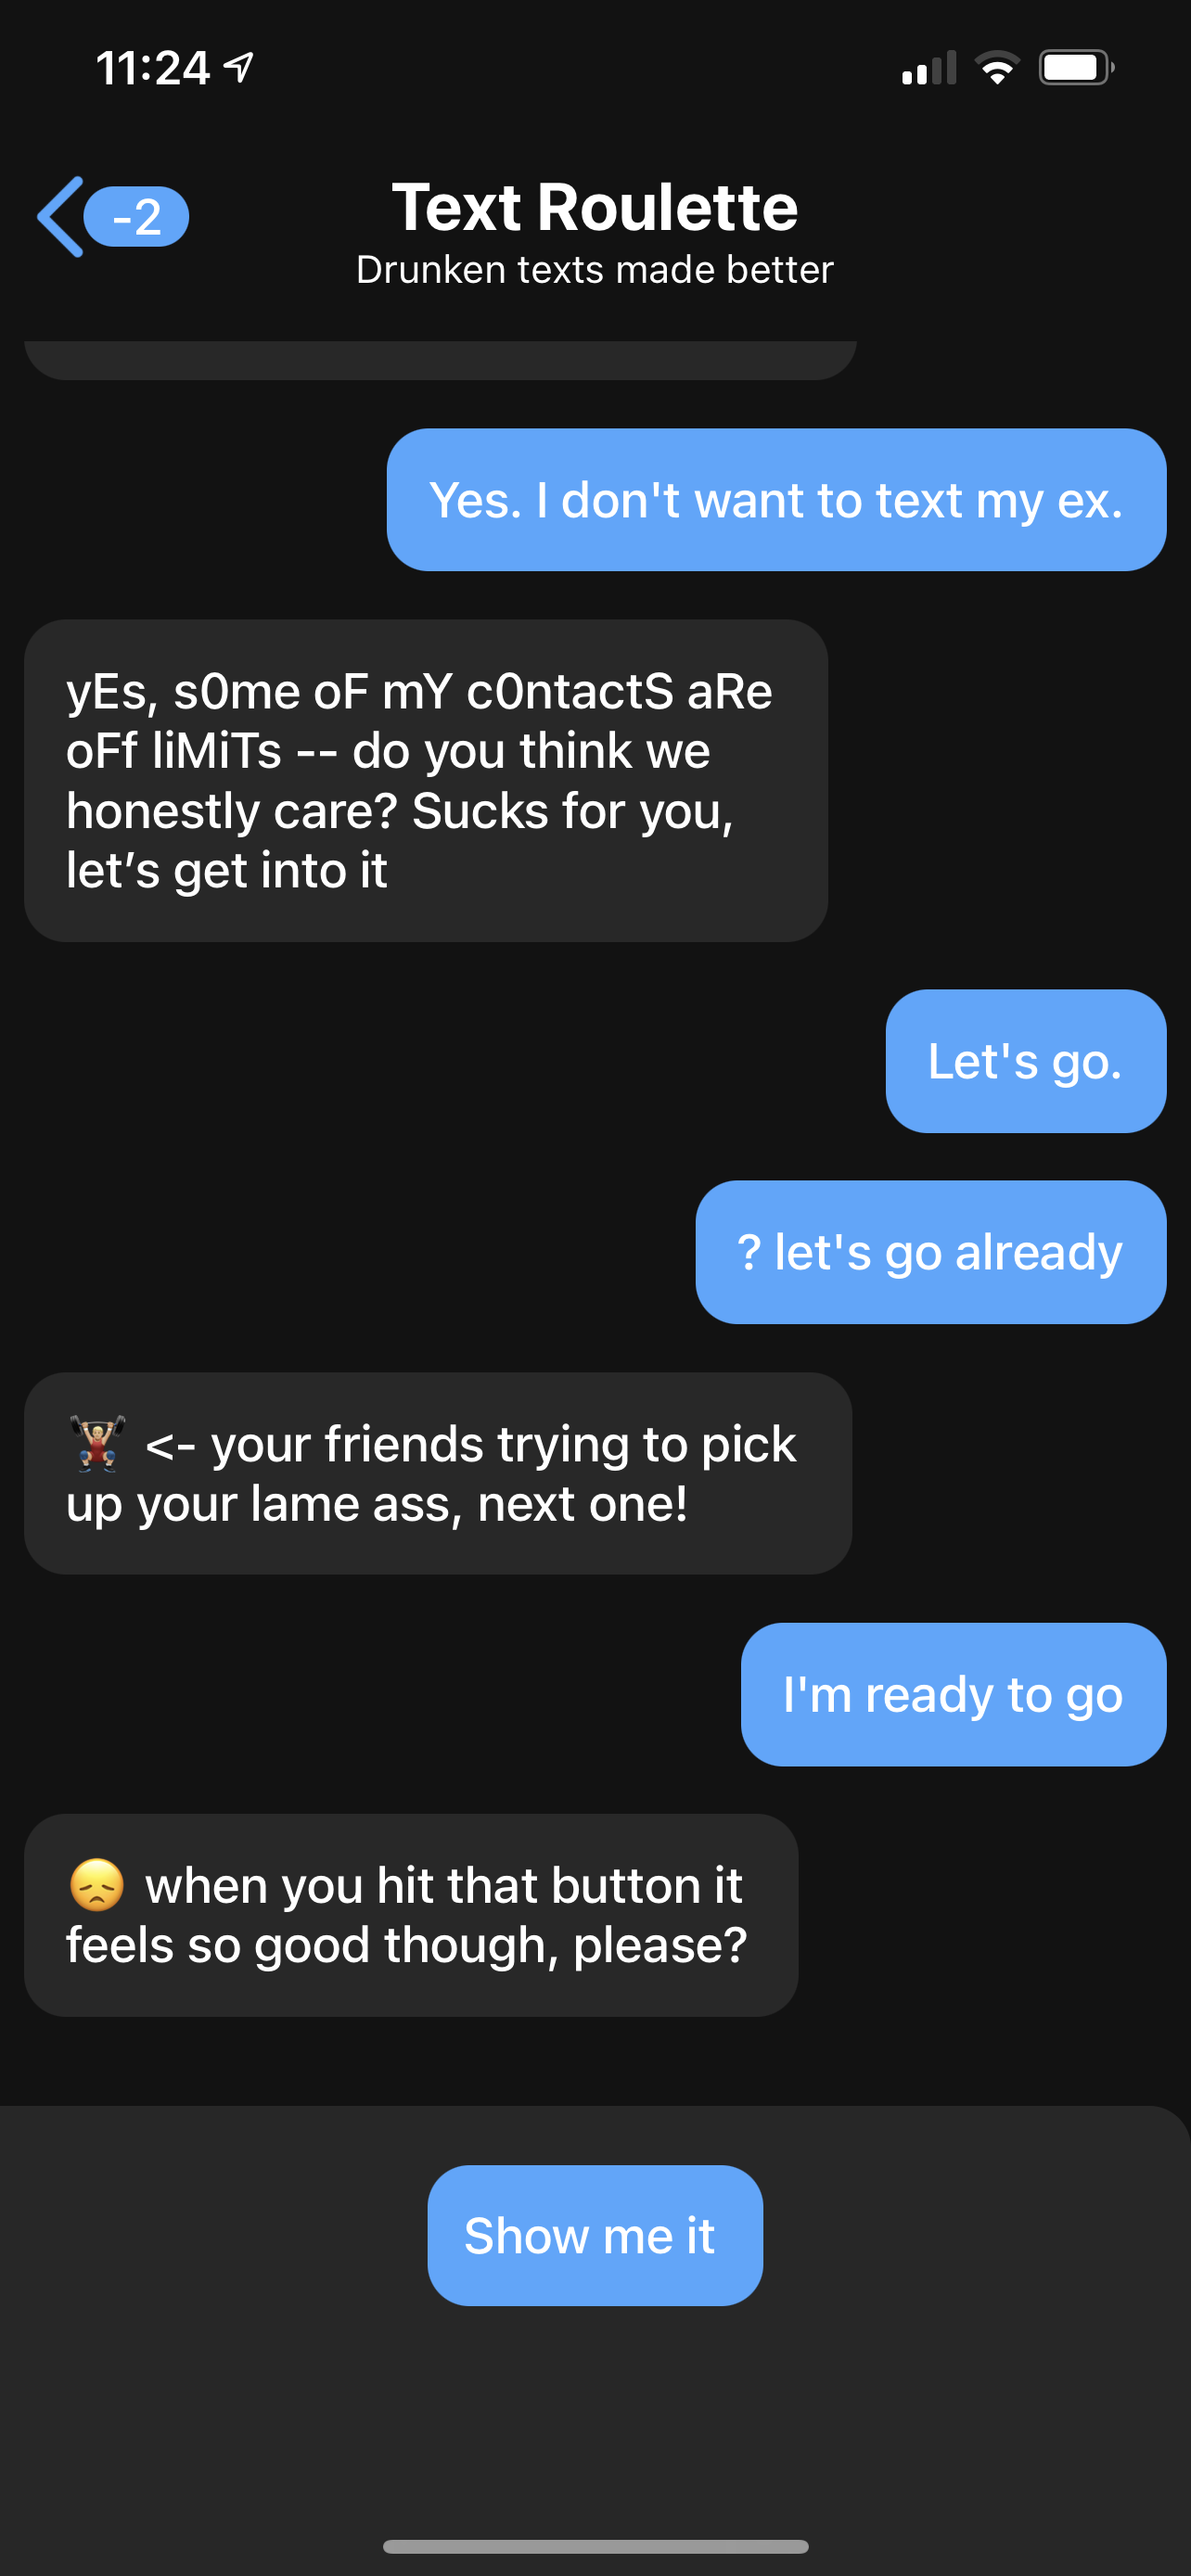 11:24
-2
Text Roulette
Drunken texts made better
Yes. I don't want to text my ex.
yEs, s0me oF mY c0ntactS aRe
oFf liMiTs -- do you think we
honestly care? Sucks for you,
let’s get into it
Let's go.
? let's go already
🏋🏼 <- your friends trying to pick
up your lame ass, next one!
I'm ready to go
😞 when you hit that button it
feels so good though, please?
Show me it